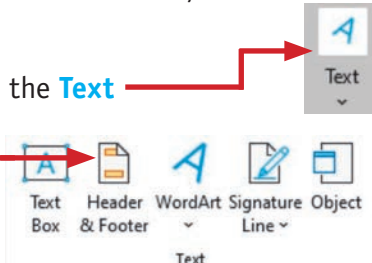 Text
the Text
Text Header WordArt Signature Object
Box & Footer Line
Text